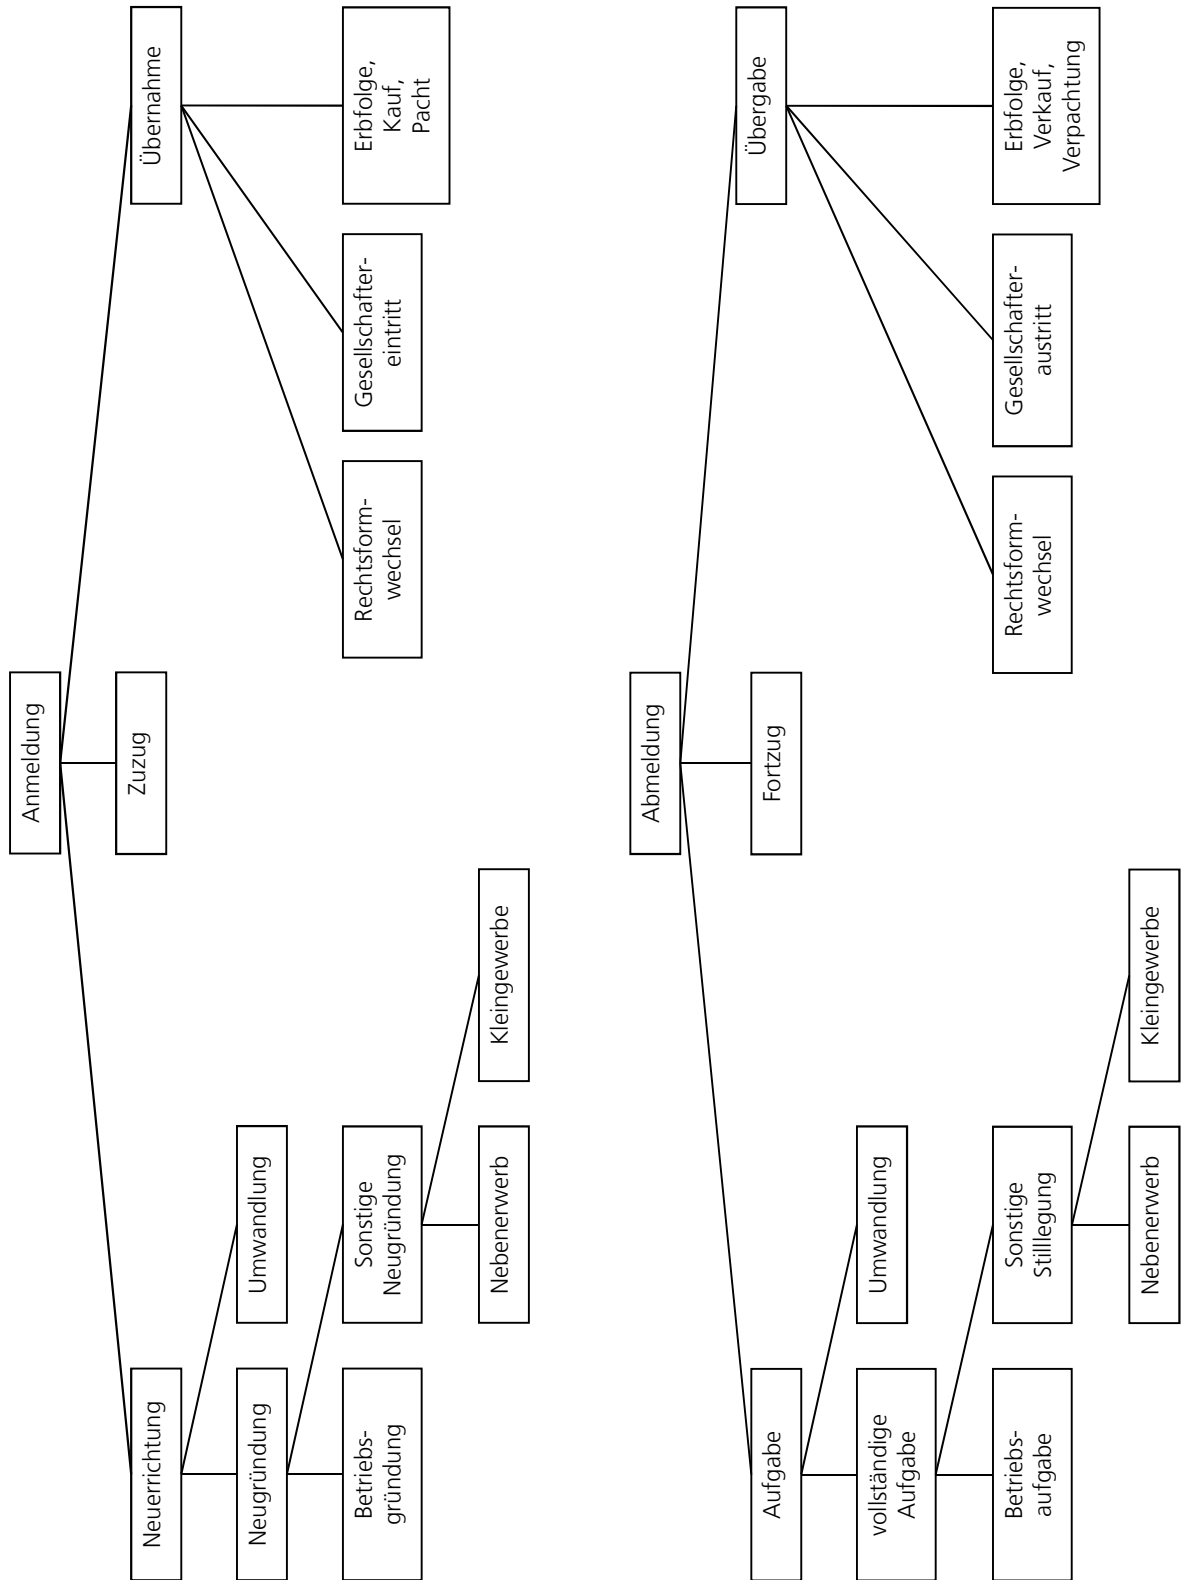 Anmeldung
Neuerrichtung
Zuzug
Übernahme
Neugründung
Umwandlung
Betriebs-
gründung
Sonstige
Neugründung
Rechtsform-
wechsel
Gesellschafter-
eintritt
Erbfolge,
Kauf,
Pacht
Nebenerwerb
Kleingewerbe
Abmeldung
Aufgabe
Fortzug
Übergabe
vollständige
Aufgabe
Umwandlung
Betriebs-
aufgabe
Sonstige
Stilllegung
Rechtsform-
wechsel
Gesellschafter-
austritt
Erbfolge,
Verkauf,
Verpachtung
Nebenerwerb
Kleingewerbe